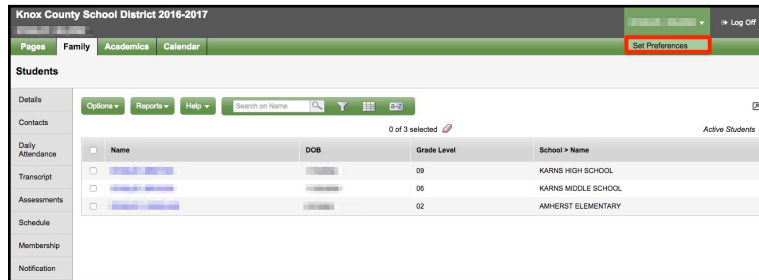 Knox County School District 2016-2017
Log Off
Pages Family Academics Calendar
Set Preferences
Students
Details
Contacts
Daily
Attendance
Transcript
Assessments
Schedule
Membership
Notification
Options Reports Help Search on Name a-z
0 of 3 selected
Active Students
Name DOB Grade Level School > Name
09 KARNS HIGH SCHOOL
06 KARNS MIDDLE SCHOOL
02 AMHERST ELEMENTARY